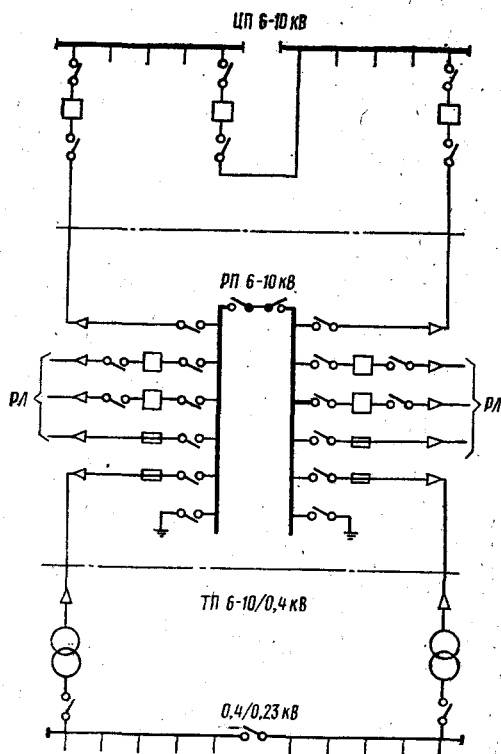 ЦП 6-10 кВ
РП 6-10 кВ
РЛ
РЛ
ТП 6-10/0,4 кВ
0,4/0,23 кВ